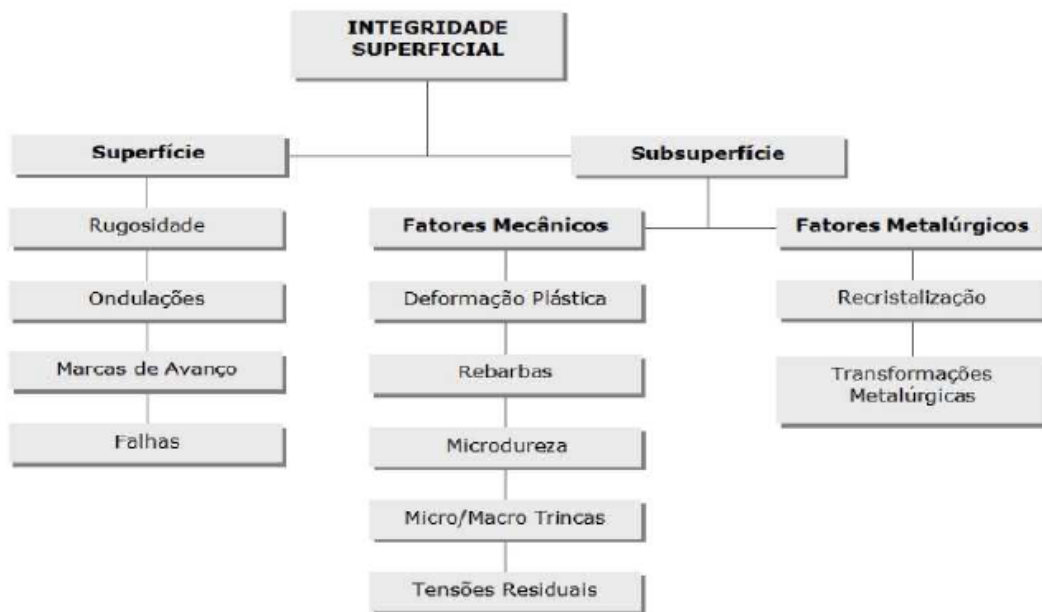 INTEGRIDADE
SUPERFICIAL
Superfície
Subsuperfície
Rugosidade
Fatores Mecânicos
Fatores Metalúrgicos
Ondulações
Deformação Plástica
Recristalização
Marcas de Avanço
Rebarbas
Transformações
Metalúrgicas
Falhas
Microdureza
Micro/Macro Trincas
Tensões Residuais